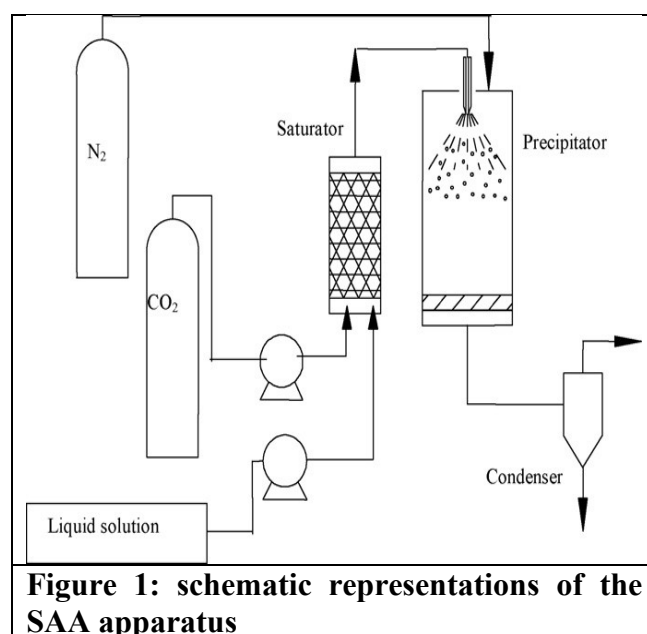 N₂
Saturator
Precipitator
CO₂
Condenser
Liquid solution
Figure 1: schematic representations of the
SAA apparatus